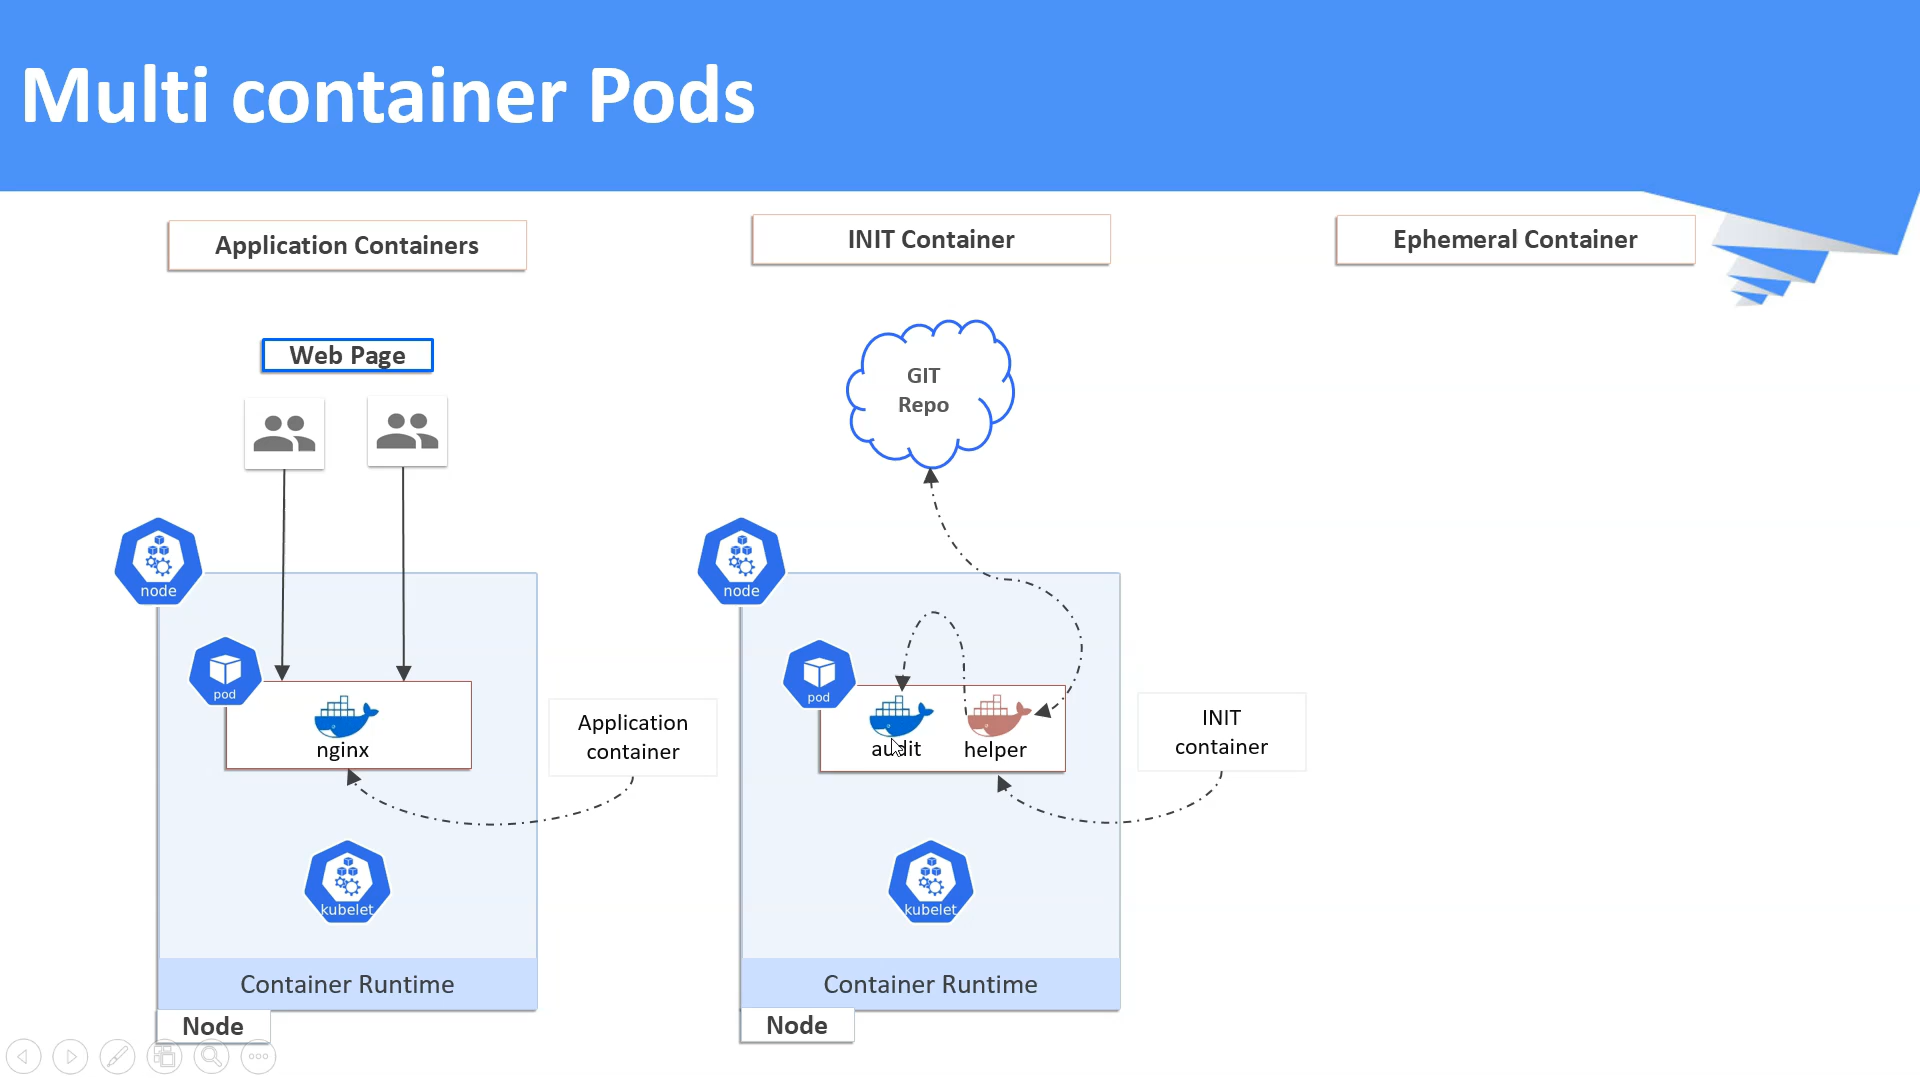 Multi container Pods
Application Containers
INIT Container
Ephemeral Container
Web Page
GIT
Repo
node
node
pod
pod
nginx
audit
helper
Application
container
INIT
container
kubelet
kubelet
Container Runtime
Container Runtime
Node
Node